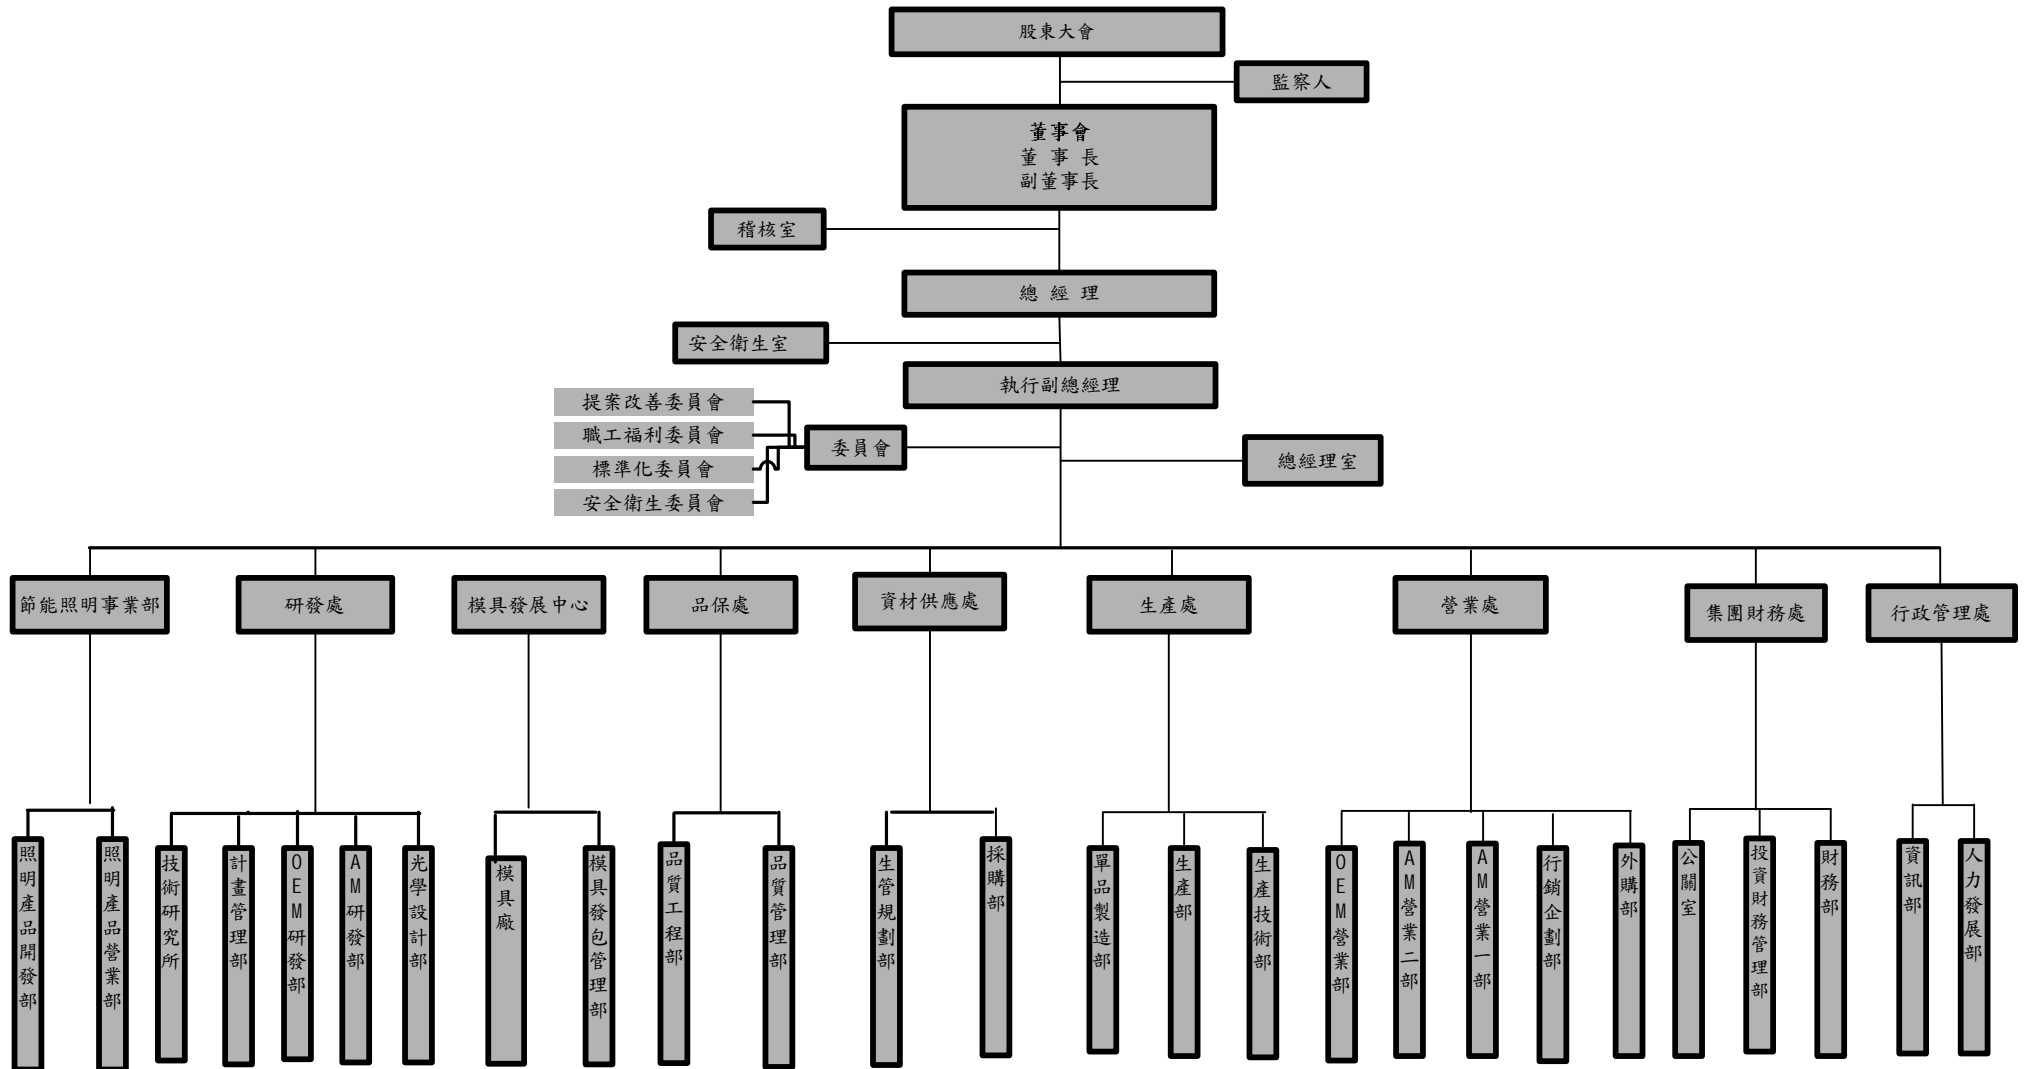 股東大會
監察人
董事會
董 事 長
副董事長
稽核室
總 經 理
安全衛生室
執行副總經理
提案改善委員會
職工福利委員會
標準化委員會
安全衛生委員會
委員會
總經理室
節能照明事業部
研發處
模具發展中心
品保處
資材供應處
生產處
營業處
集團財務處
行政管理處
照明產品開發部
照明產品營業部
技術研究所
計畫管理部
OEM研發部
AM研發部
光學設計部
模具廠
模具發包管理部
品質工程部
品質管理部
生管規劃部
採購部
單品製造部
生產部
生產技術部
OEM營業部
AM營業二部
AM營業一部
行銷企劃部
外購部
公關室
投資財務管理部
財務部
資訊部
人力發展部